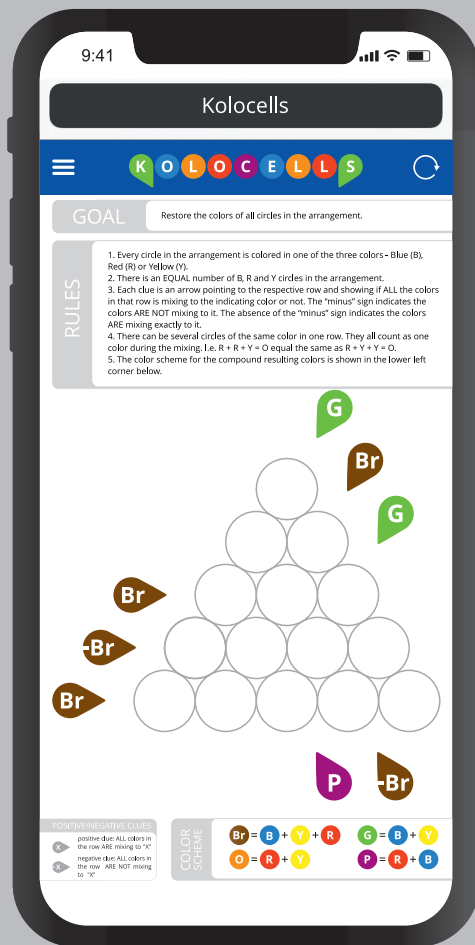 9:41
Kolocells
KOLOCELLS
GOAL
Restore the colors of all circles in the arrangement.
RULES
1. Every circle in the arrangement is colored in one of the three colors – Blue (B),
Red (R) or Yellow (Y).
2. There is an EQUAL number of B, R and Y circles in the arrangement.
3. Each clue is an arrow pointing to the respective row and showing if ALL the colors
in that row is mixing to the indicating color or not. The “minus” sign indicates the
colors ARE NOT mixing to it. The absence of the “minus” sign indicates the colors
ARE mixing exactly to it.
4. There can be several circles of the same color in one row. They all count as one
color during the mixing. I.e. R + R + Y = O equal the same as R + Y + Y = O.
5. The color scheme for the compound resulting colors is shown in the lower left
corner below.
G
Br
G
Br
-Br
Br
P
-Br
POSITIVE/NEGATIVE CLUES
X
positive clue: ALL colors in
the row ARE mixing to "X"
-X
negative clue: ALL colors in
the row ARE NOT mixing
to "X"
COLOR
SCHEME
Br = B + Y + R
G = B + Y
O = R + Y
P = R + B